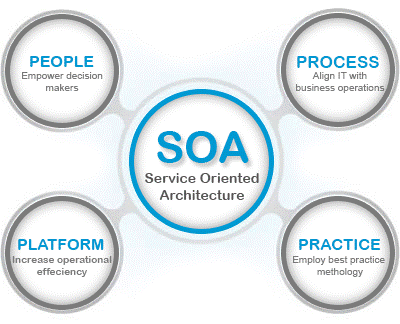 PEOPLE
Empower decision
makers
PROCESS
Align IT with
business operations
SOA
Service Oriented
Architecture
PLATFORM
Increase operational
effeciency
PRACTICE
Employ best practice
methology